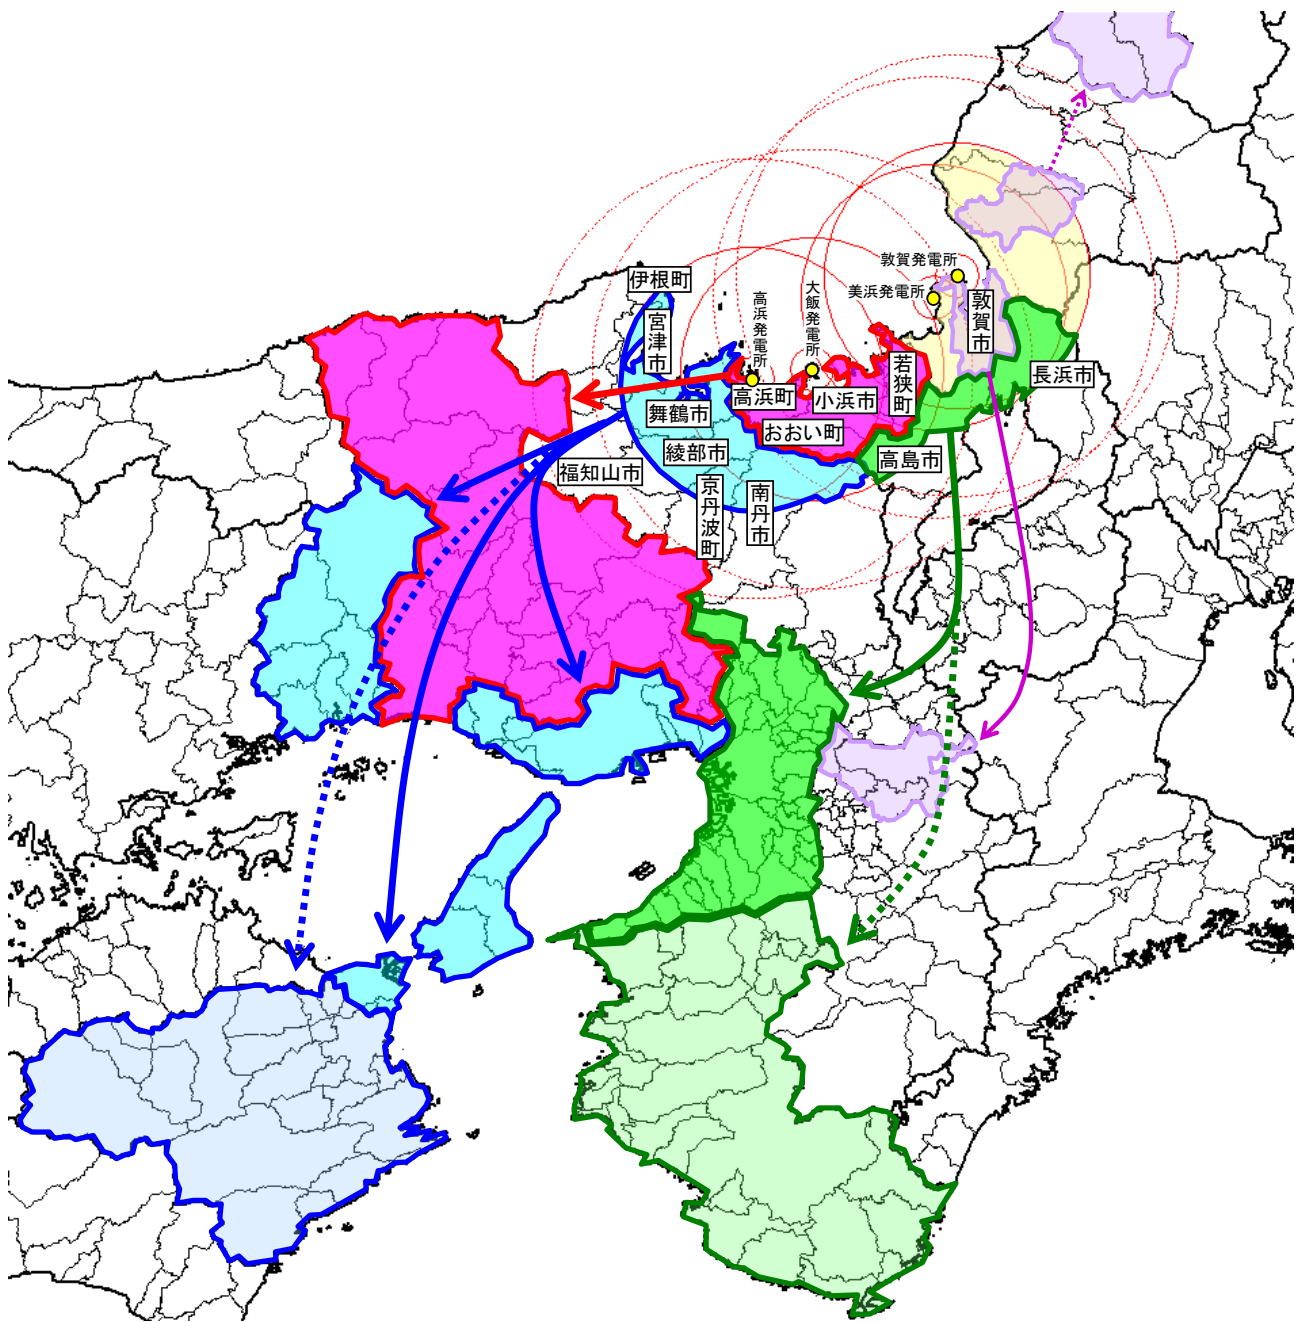 敦賀発電所
伊根町
美浜発電所
大飯発電所
高浜発電所
敦賀市
宮津市
若狭町
長浜市
高浜町
小浜市
舞鶴市
おおい町
綾部市
高島市
福知山市
京丹波町
南丹市